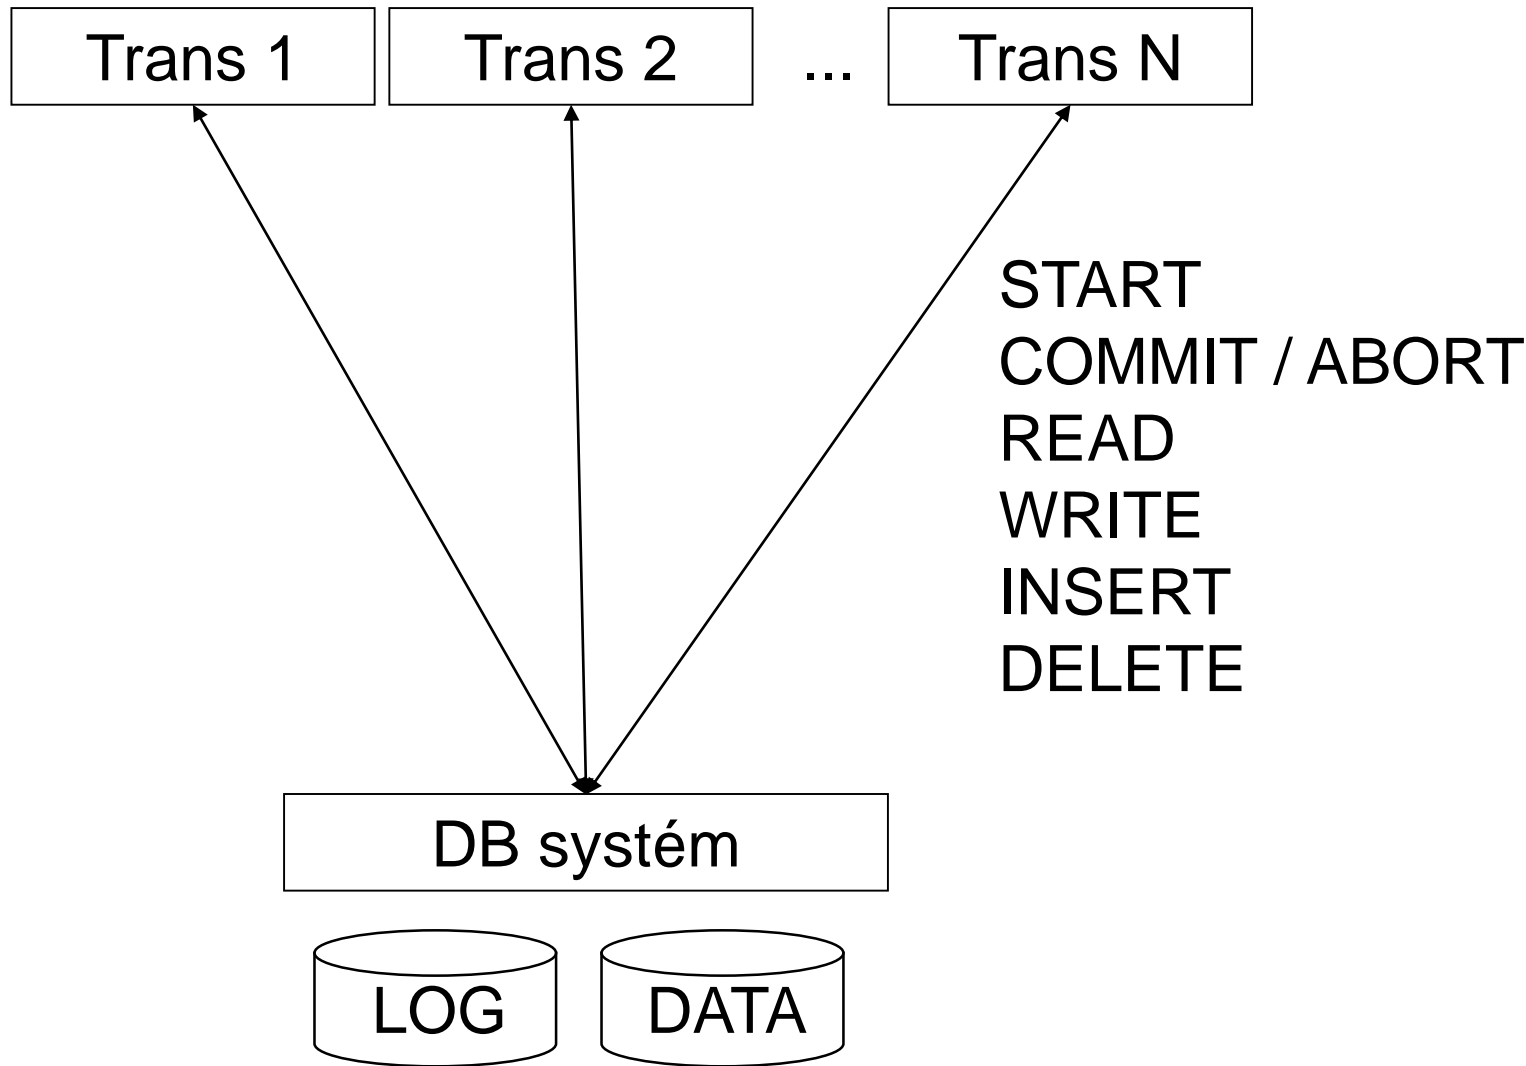 Trans 1 Trans 2 ... Trans N
START
COMMIT / ABORT
READ
WRITE
INSERT
DELETE
DB systém
LOG DATA